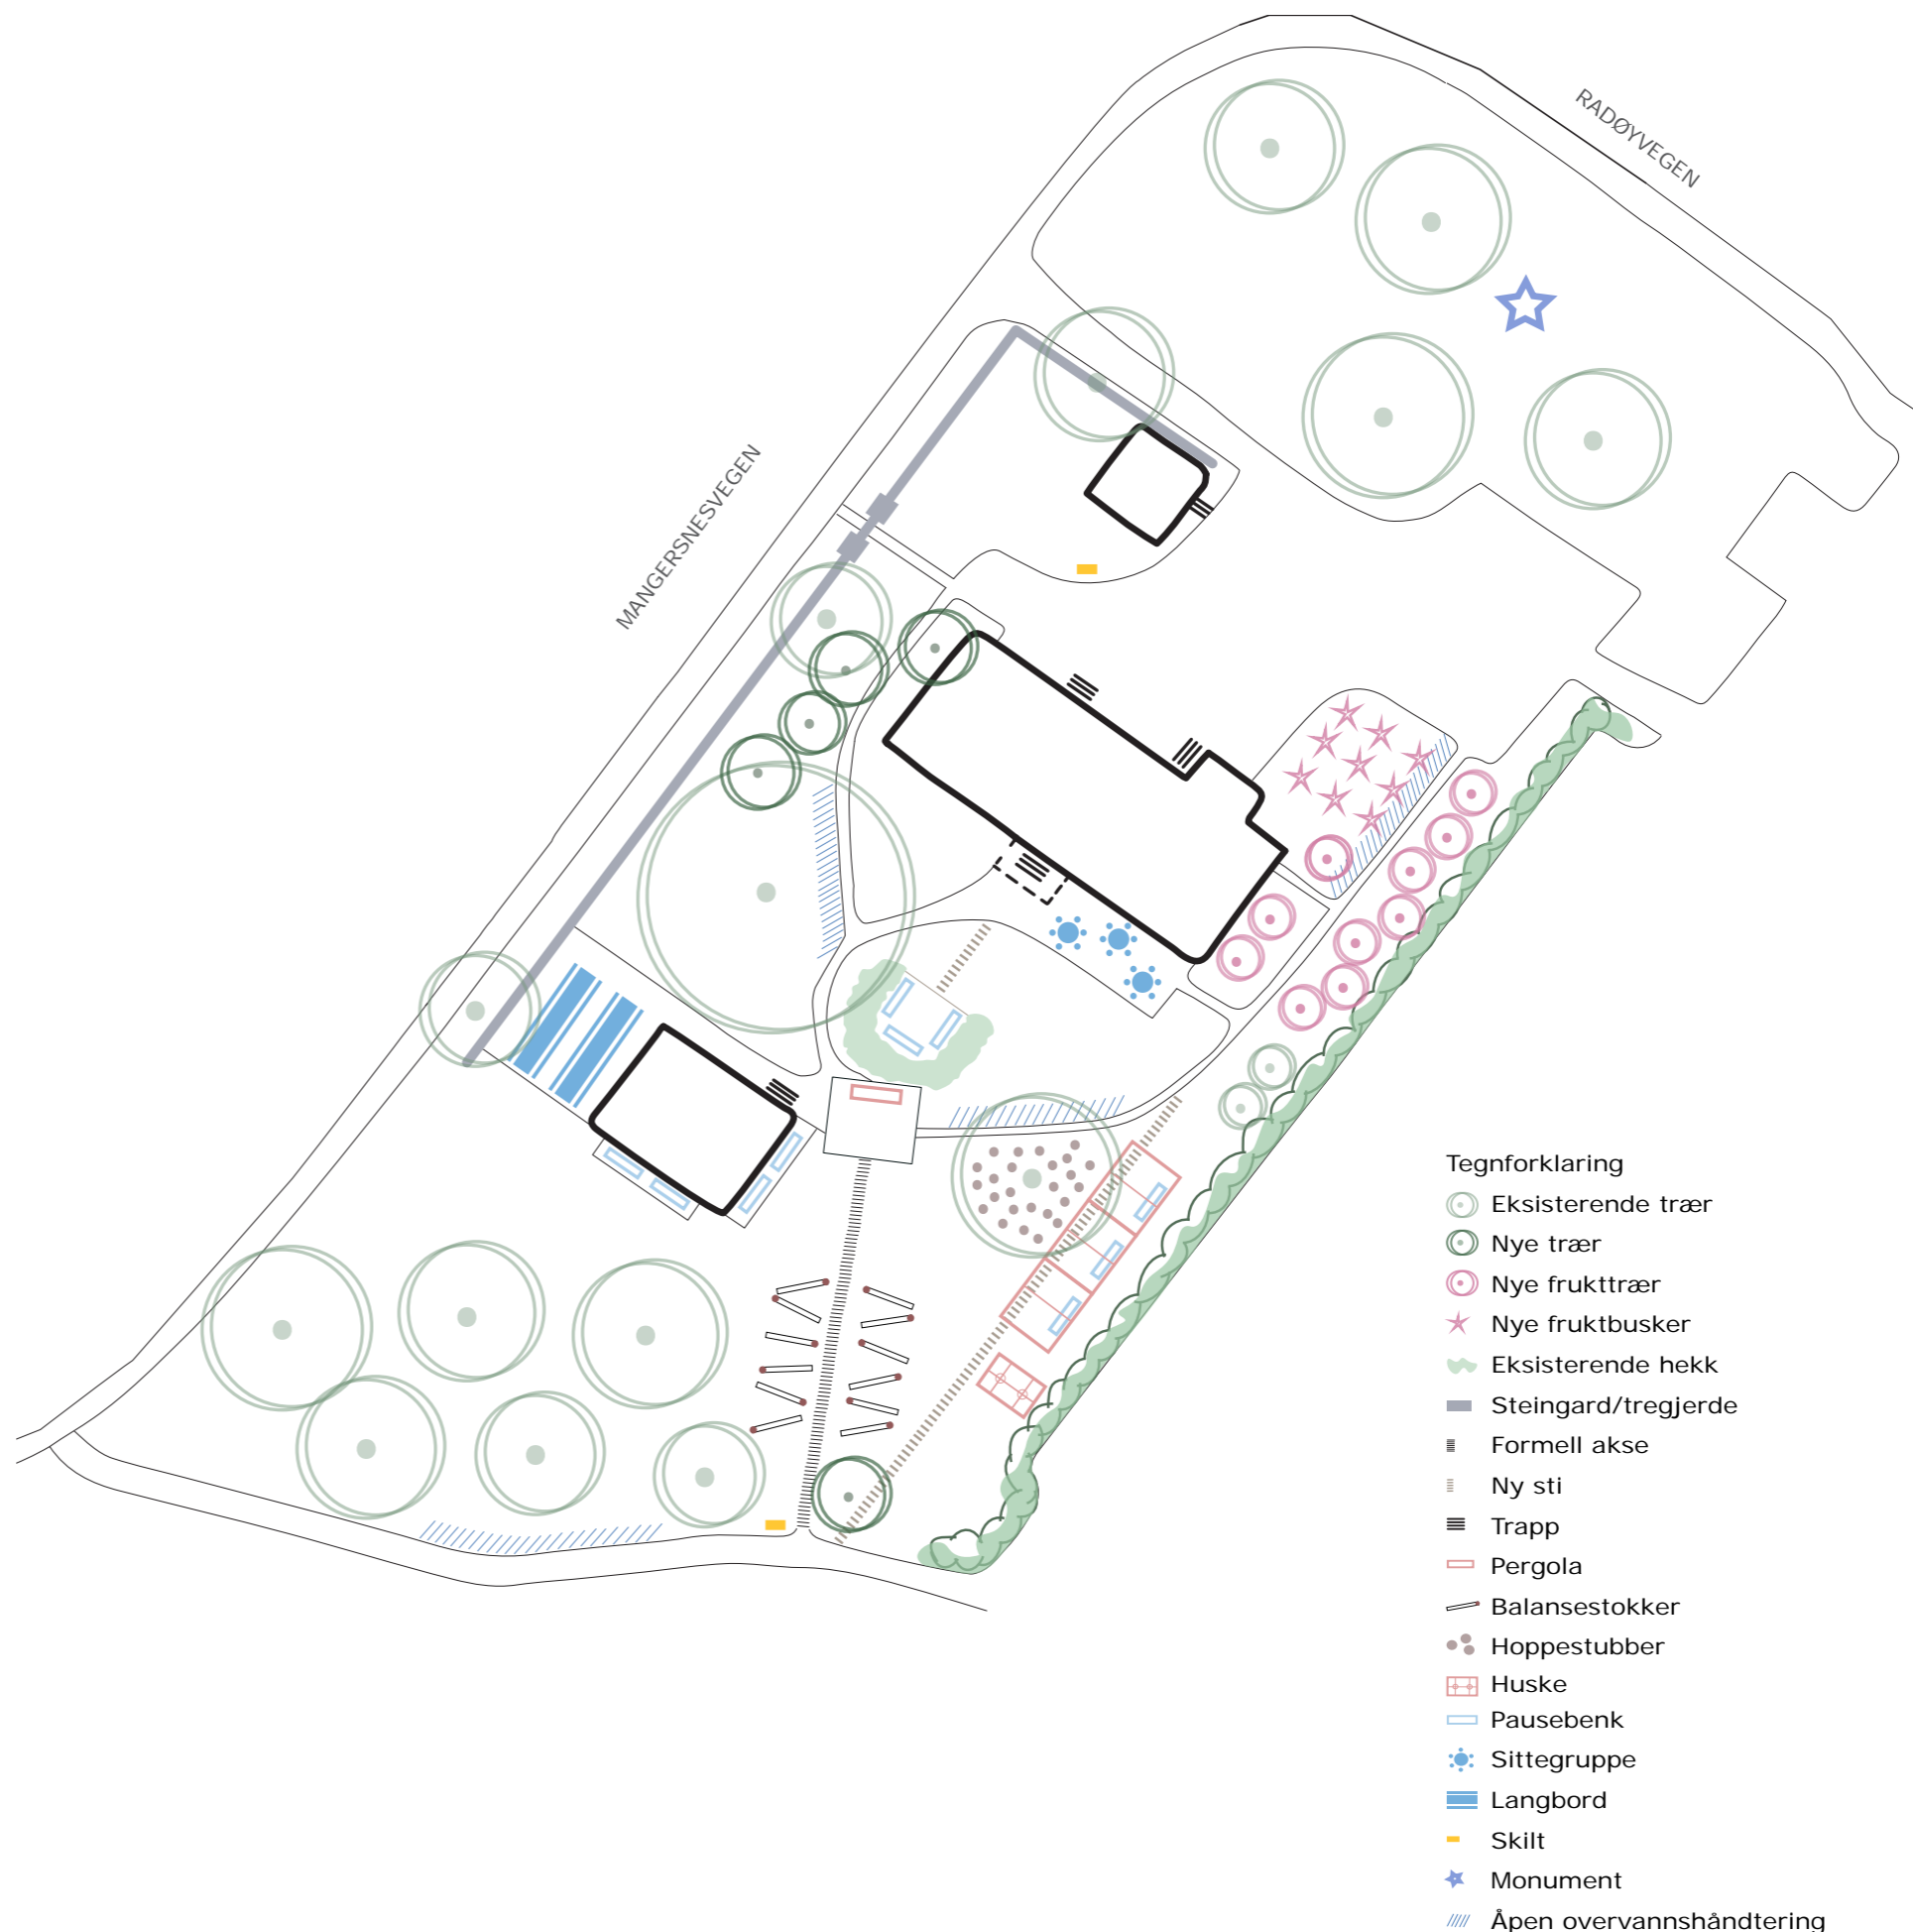 RADØYVEGEN
MANGERSNESVEGEN
Tegnforklaring
Eksisterende trær
Nye trær
Nye frukttrær
Nye fruktbusker
Eksisterende hekk
Steingard/tregjerde
Formell akse
Ny sti
Trapp
Pergola
Balansestokker
Hoppestubber
Huske
Pausebenk
Sittegruppe
Langbord
Skilt
Monument
Åpen overvannshåndtering